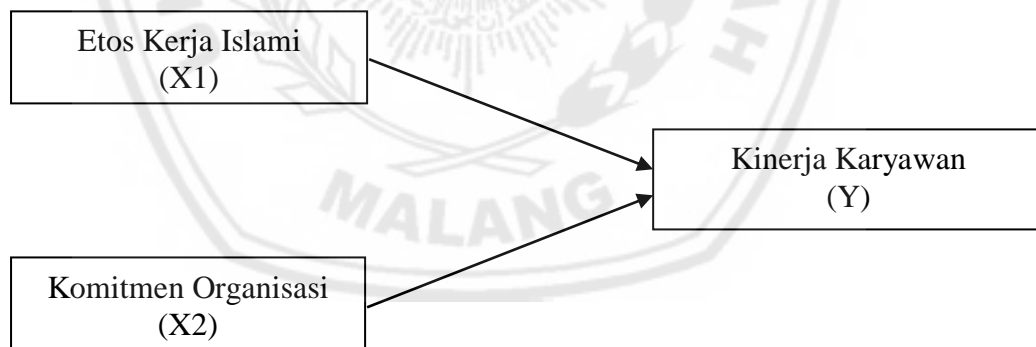 Etos Kerja Islami
(X1)
Kinerja Karyawan
(Y)
MALANG
Komitmen Organisasi
(X2)